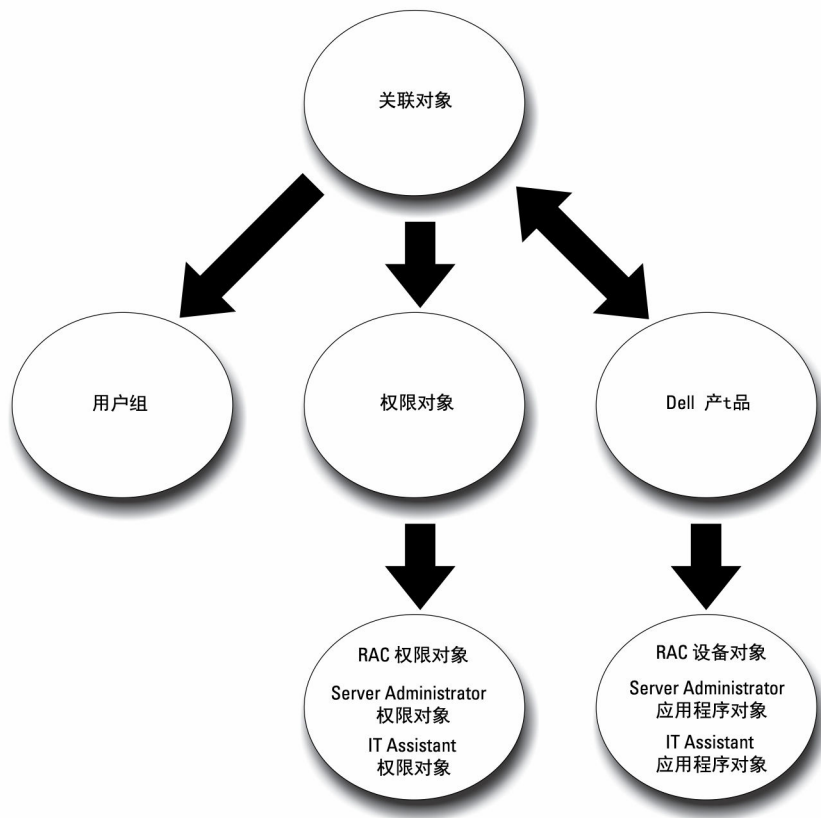 关联对象
用户组
权限对象
Dell 产t品
RAC 权限对象
Server Administrator
权限对象
IT Assistant
权限对象
RAC 设备对象
Server Administrator
应用程序对象
IT Assistant
应用程序对象